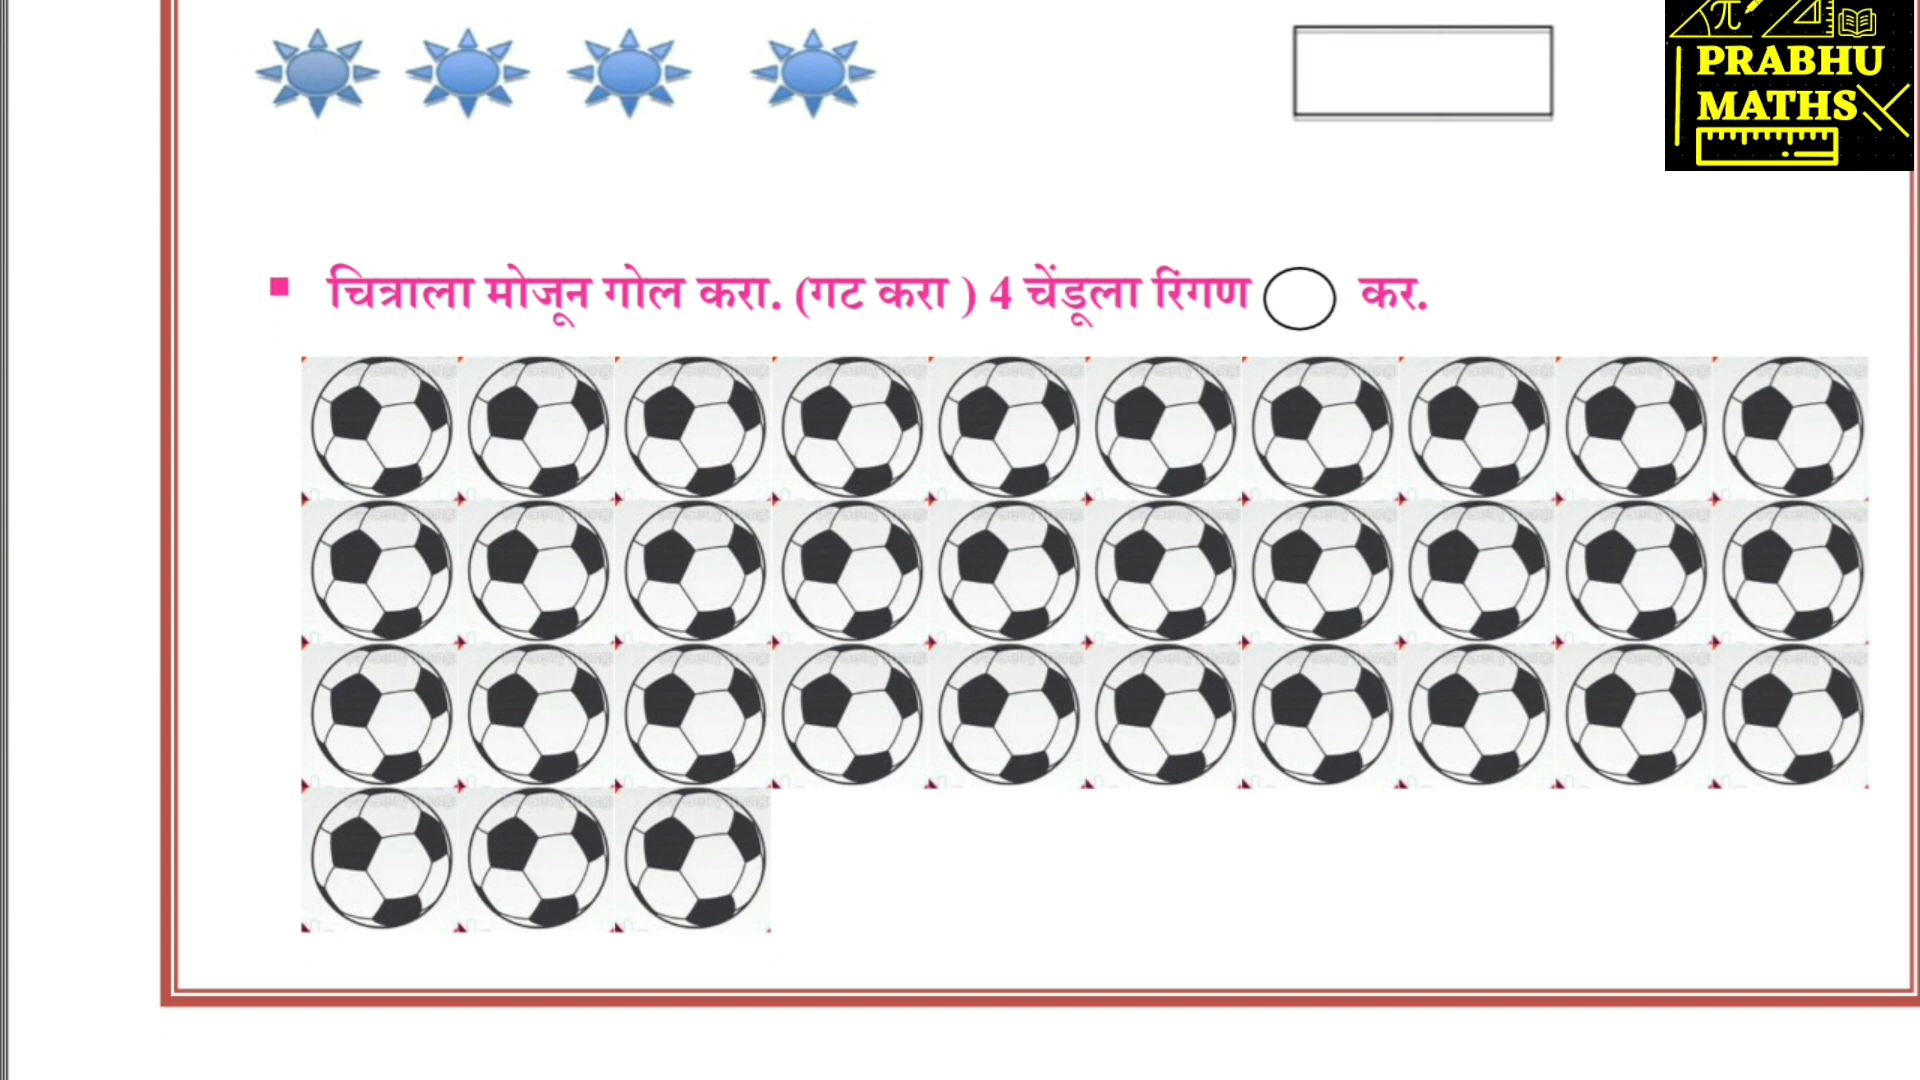 π
PRABHU
MATHS
चित्राला मोजून गोल करा. (गट करा ) 4 चेंडूला रिंगण कर.